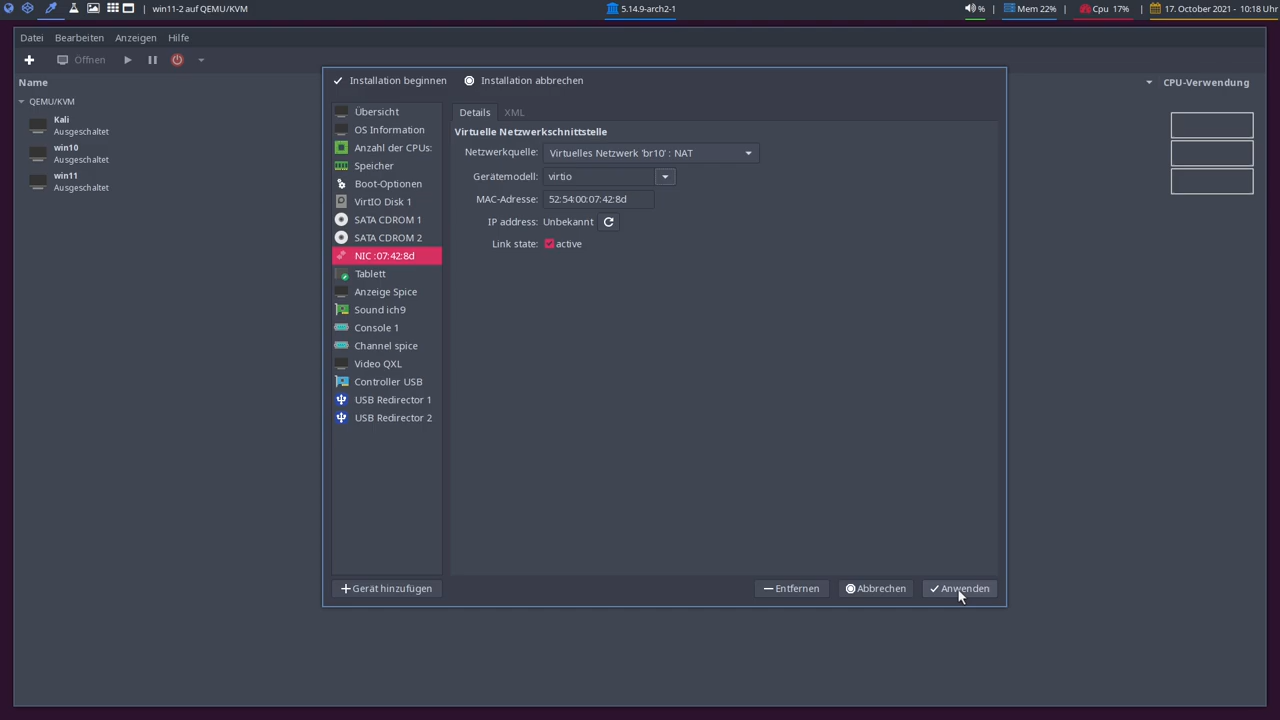 win11-2 auf QEMU/KVM
5.14.9-arch2-1
% | Mem 22% | Cpu 17% | 17. October 2021 - 10:18 Uhr
Datei Bearbeiten Anzeigen Hilfe
Öffnen
Name
CPU-Verwendung
QEMU/KVM
Kali
Ausgeschaltet
win10
Ausgeschaltet
win11
Ausgeschaltet
Installation beginnen Installation abbrechen
Übersicht
OS Information
Anzahl der CPUs:
Speicher
Boot-Optionen
VirtIO Disk 1
SATA CDROM 1
SATA CDROM 2
NIC :07:42:8d
Tablett
Anzeige Spice
Sound ich9
Console 1
Channel spice
Video QXL
Controller USB
USB Redirector 1
USB Redirector 2
Details XML
Virtuelle Netzwerkschnittstelle
Netzwerkquelle: Virtuelles Netzwerk 'br10' : NAT
Gerätemodell: virtio
MAC-Adresse: 52:54:00:07:42:8d
IP address: Unbekannt
Link state: active
Gerät hinzufügen
Entfernen Abbrechen Anwenden